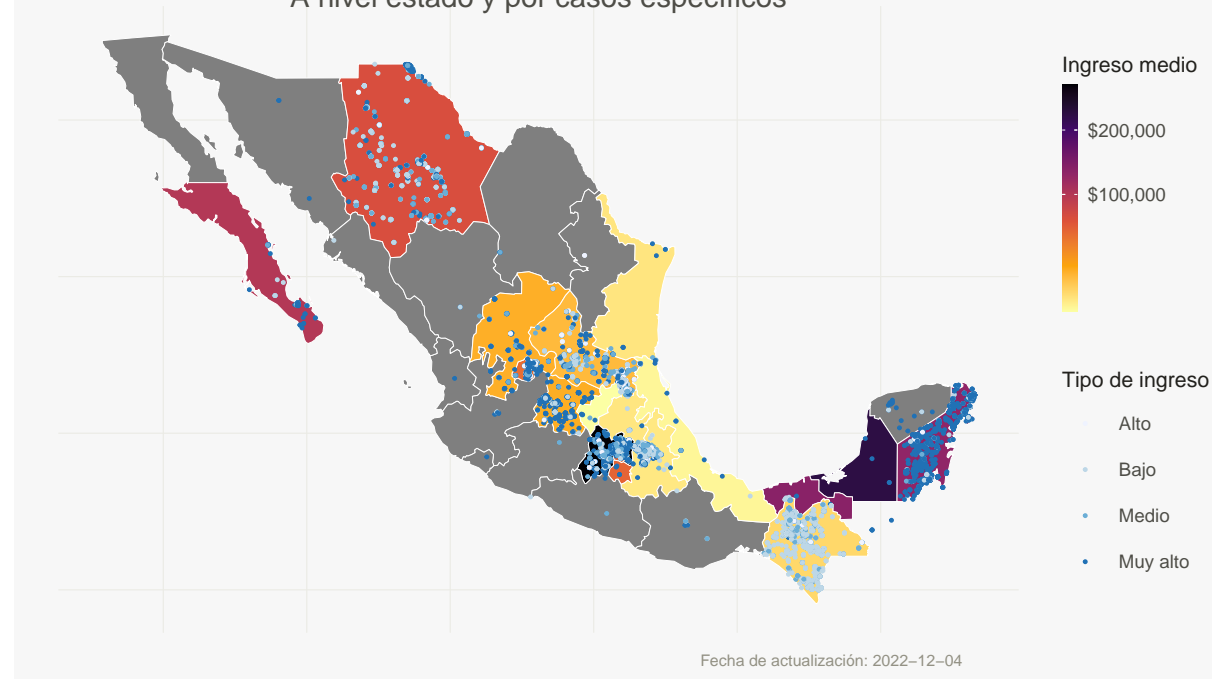 A nivel estado y por casos específicos
Ingreso medio
$200,000
$100,000
Tipo de ingreso
Alto
Bajo
Medio
Muy alto
Fecha de actualización: 2022−12−04